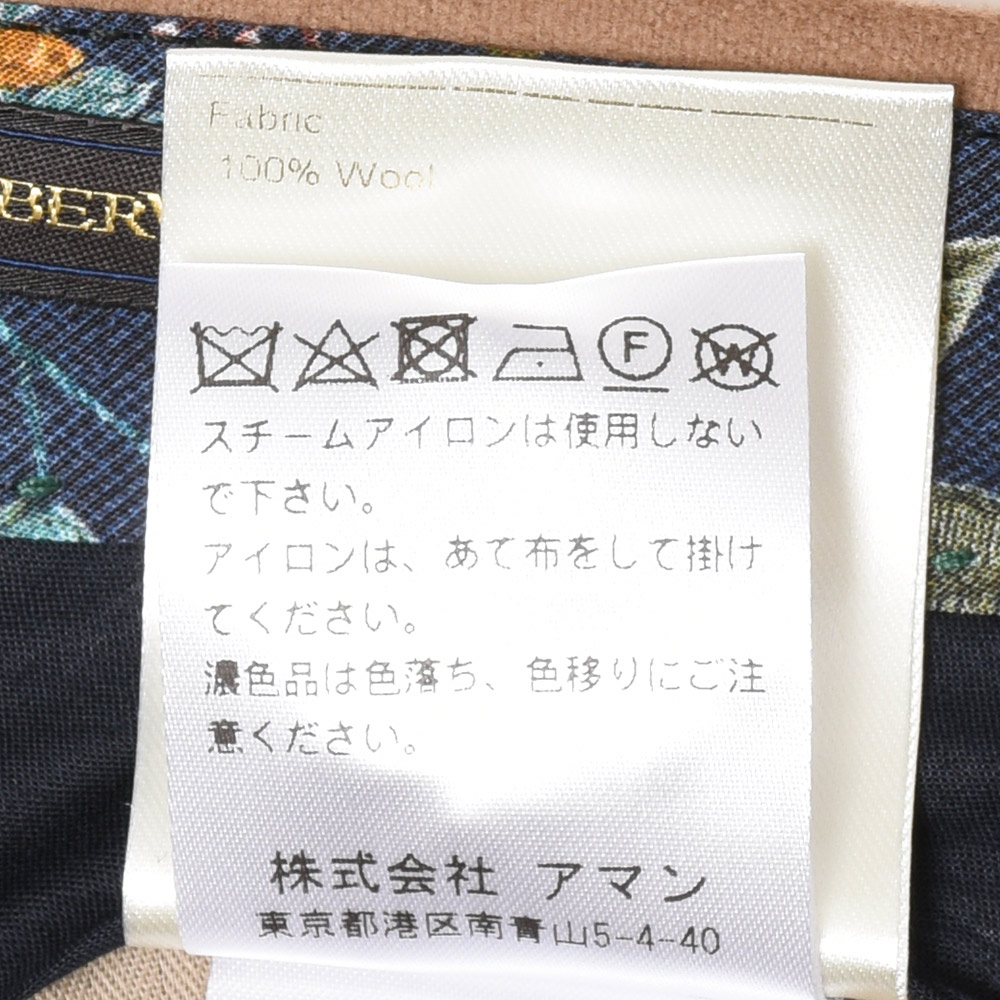 Fabric
100% Wool
BERW
F
W
スチームアイロンは使用しない
で下さい。
アイロンは、あて布をして掛け
てください。
濃色品は色落ち、色移りにご注
意ください。
株式会社 アマン
東京都港区南青山5-4-40